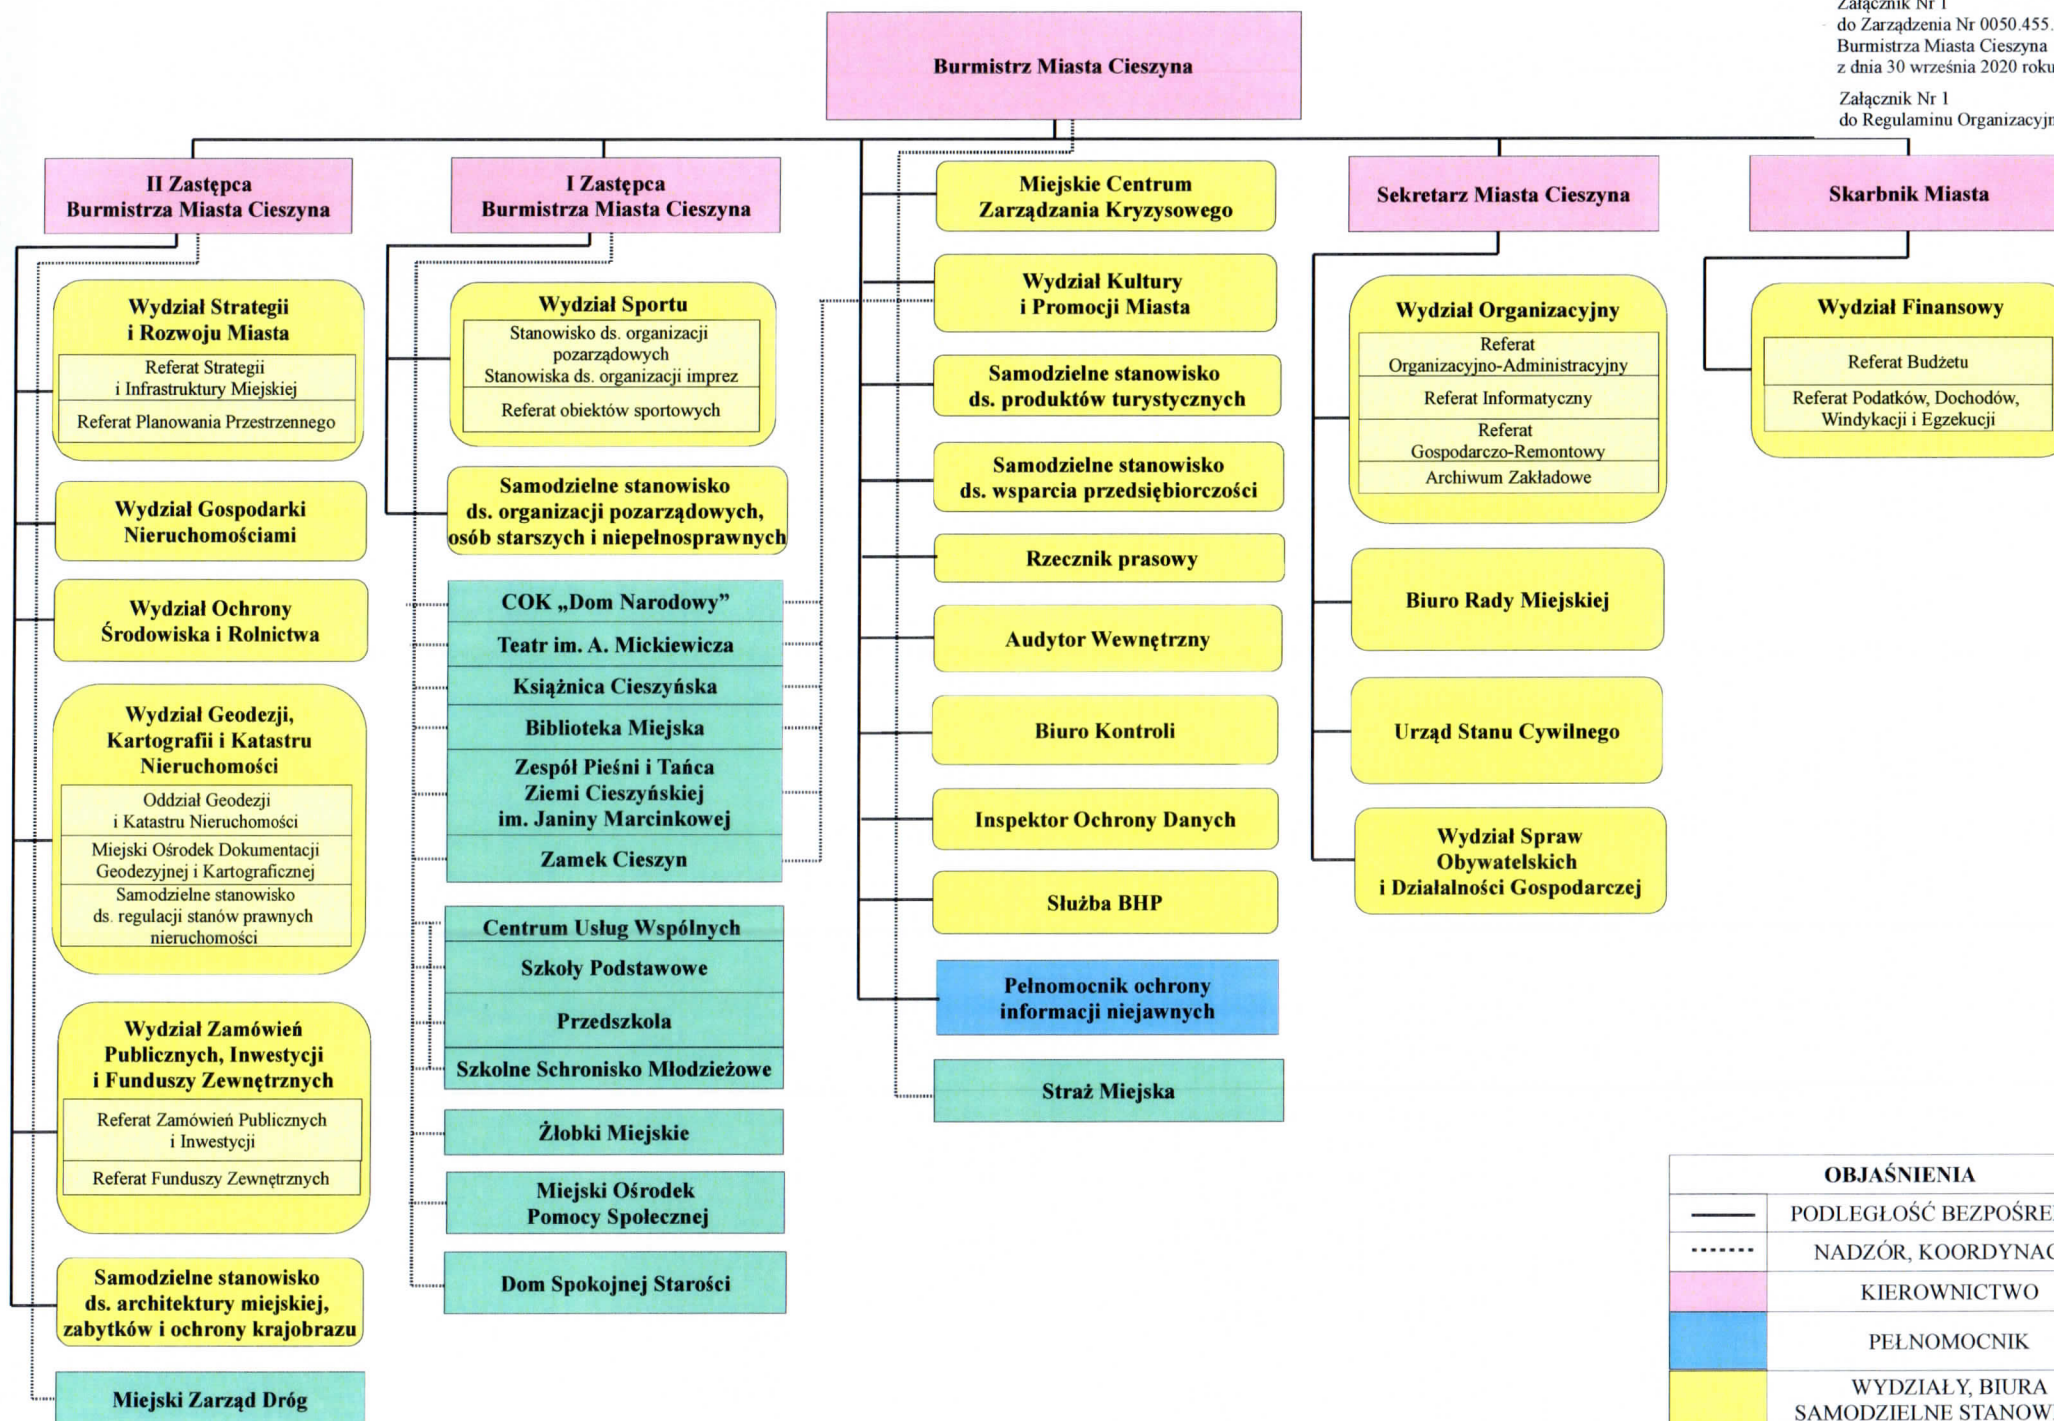 Załącznik Nr 1
do Zarządzenia Nr 0050.455.
Burmistrza Miasta Cieszyna
z dnia 30 września 2020 roku
Załącznik Nr 1
do Regulaminu
Burmistrz Miasta Cieszyna
II Zastępca
Burmistrza Miasta Cieszyna
Wydział Strategii
i Rozwoju Miasta
Referat Strategii
i Infrastruktury Miejskiej
Referat Planowania Przestrzennego
Wydział Gospodarki
Nieruchomościami
Wydział Ochrony
Środowiska i Rolnictwa
Wydział Geodezji,
Kartografii i Katastru
Nieruchomości
Oddział Geodezji
i Katastru Nieruchomości
Miejski Ośrodek Dokumentacji
Geodezyjnej i Kartograficznej
Samodzielne stanowisko
ds. regulacji stanów prawnych
nieruchomości
Wydział Zamówień
Publicznych, Inwestycji
i Funduszy Zewnętrznych
Referat Zamówień Publicznych
i Inwestycji
Referat Funduszy Zewnętrznych
Samodzielne stanowisko
ds. architektury miejskiej,
zabytków i ochrony krajobrazu
Miejski Zarząd Dróg
I Zastępca
Burmistrza Miasta Cieszyna
Wydział Sportu
Stanowisko ds. organizacji
pozarządowych
Stanowiska ds. organizacji imprez
Referat obiektów sportowych
Samodzielne stanowisko
ds. organizacji pozarządowych,
osób starszych i niepełnosprawnych
COK „Dom Narodowy”
Teatr im. A. Mickiewicza
Książnica Cieszyńska
Biblioteka Miejska
Zespół Pieśni i Tańca
Ziemi Cieszyńskiej
im. Janiny Marcinkowej
Zamek Cieszyn
Centrum Usług Wspólnych
Szkoły Podstawowe
Przedszkola
Szkolne Schronisko Młodzieżowe
Żłobki Miejskie
Miejski Ośrodek
Pomocy Społecznej
Dom Spokojnej Starości
Miejskie Centrum
Zarządzania Kryzysowego
Wydział Kultury
i Promocji Miasta
Samodzielne stanowisko
ds. produktów turystycznych
Samodzielne stanowisko
ds. wsparcia przedsiębiorczości
Rzecznik prasowy
Audytor Wewnętrzny
Biuro Kontroli
Inspektor Ochrony Danych
Służba BHP
Pełnomocnik ochrony
informacji niejawnych
Straż Miejska
Sekretarz Miasta Cieszyna
Wydział Organizacyjny
Referat
Organizacyjno-Administracyjny
Referat Informatyczny
Referat
Gospodarczo-Remontowy
Archiwum Zakładowe
Biuro Rady Miejskiej
Urząd Stanu Cywilnego
Wydział Spraw
Obywatelskich
i Działalności Gospodarczej
Skarbnik Miasta
Wydział Finansowy
Referat Budżetu
Referat Podatków, Dochodów,
Windykacji i Egzekucji
OBJAŚNIENIA
PODLEGŁOŚĆ
NADZÓR,
KIEROWNICTWO
PEŁNOMOCNIK
WYDZIAŁY, BIURA
SAMODZIELNE